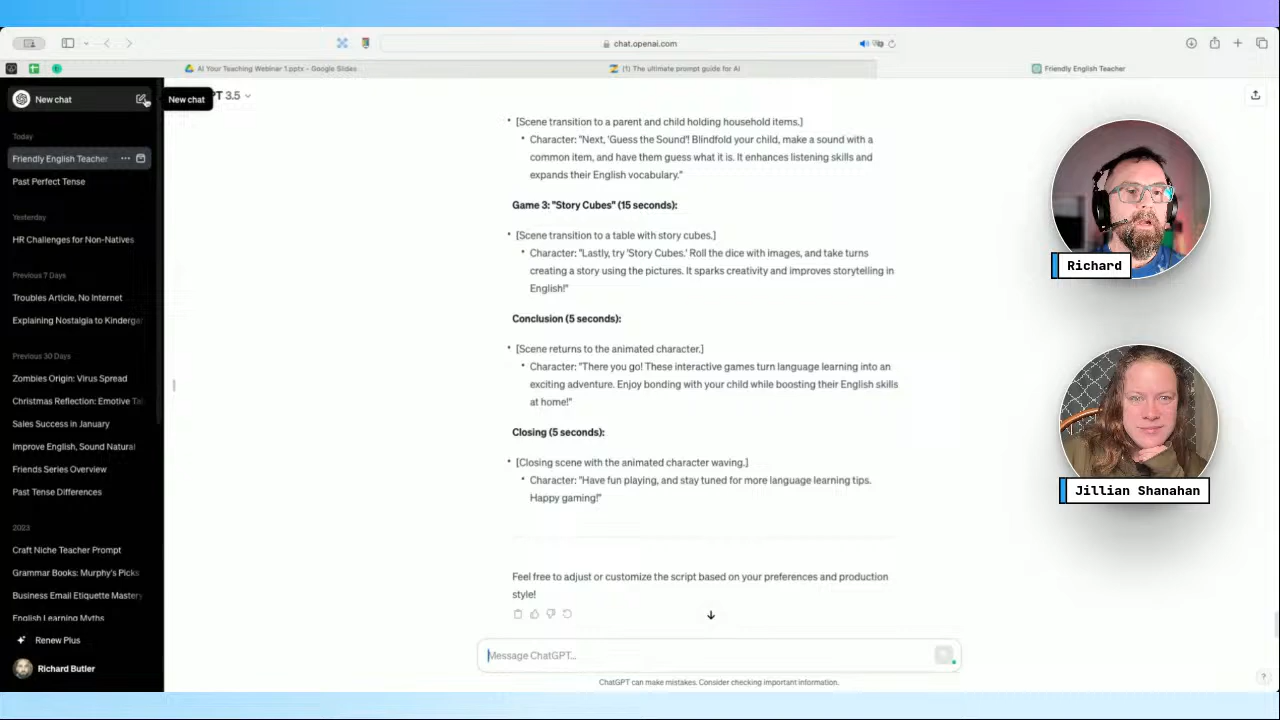 chat.openai.com
AI Your Teaching Webinar 1.pptx - Google Slides
(1) The ultimate prompt guide for AI
Friendly English Teacher
New chat
New chat
PT 3.5
Today
Friendly English Teacher
Past Perfect Tense
Yesterday
HR Challenges for Non-Natives
Previous 7 Days
Troubles Article, No Internet
Explaining Nostalgia to Kinderga
Previous 30 Days
Zombies Origin: Virus Spread
Christmas Reflection: Emotive Ta
Sales Success in January
Improve English, Sound Natural
Friends Series Overview
Past Tense Differences
2023
Craft Niche Teacher Prompt
Grammar Books: Murphy's Picks
Business Email Etiquette Mastery
English Learning Myths
Renew Plus
Richard Butler
• [Scene transition to a parent and child holding household items.]
• Character: "Next, 'Guess the Sound'! Blindfold your child, make a sound with a
common item, and have them guess what it is. It enhances listening skills and
expands their English vocabulary."
Game 3: "Story Cubes" (15 seconds):
• [Scene transition to a table with story cubes.]
• Character: "Lastly, try 'Story Cubes.' Roll the dice with images, and take turns
creating a story using the pictures. It sparks creativity and improves storytelling in
English!"
Conclusion (5 seconds):
• [Scene returns to the animated character.]
• Character: "There you go! These interactive games turn language learning into an
exciting adventure. Enjoy bonding with your child while boosting their English skills
at home!"
Closing (5 seconds):
• [Closing scene with the animated character waving.]
• Character: "Have fun playing, and stay tuned for more language learning tips.
Happy gaming!"
Feel free to adjust or customize the script based on your preferences and production
style!
Message ChatGPT...
ChatGPT can make mistakes. Consider checking important information.
Richard
Jillian Shanahan